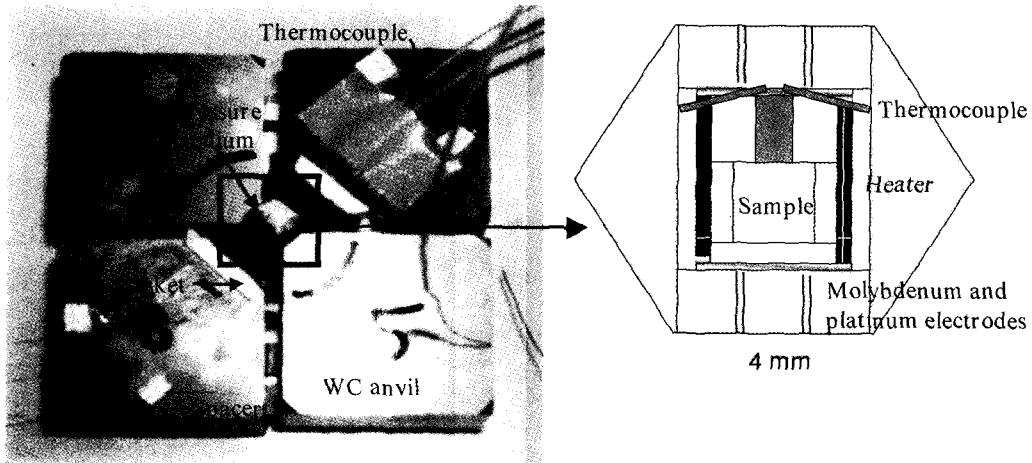 Thermocouple
WC anvil
Thermocouple
Heater
Sample
Molybdenum and
platinum electrodes
4 mm